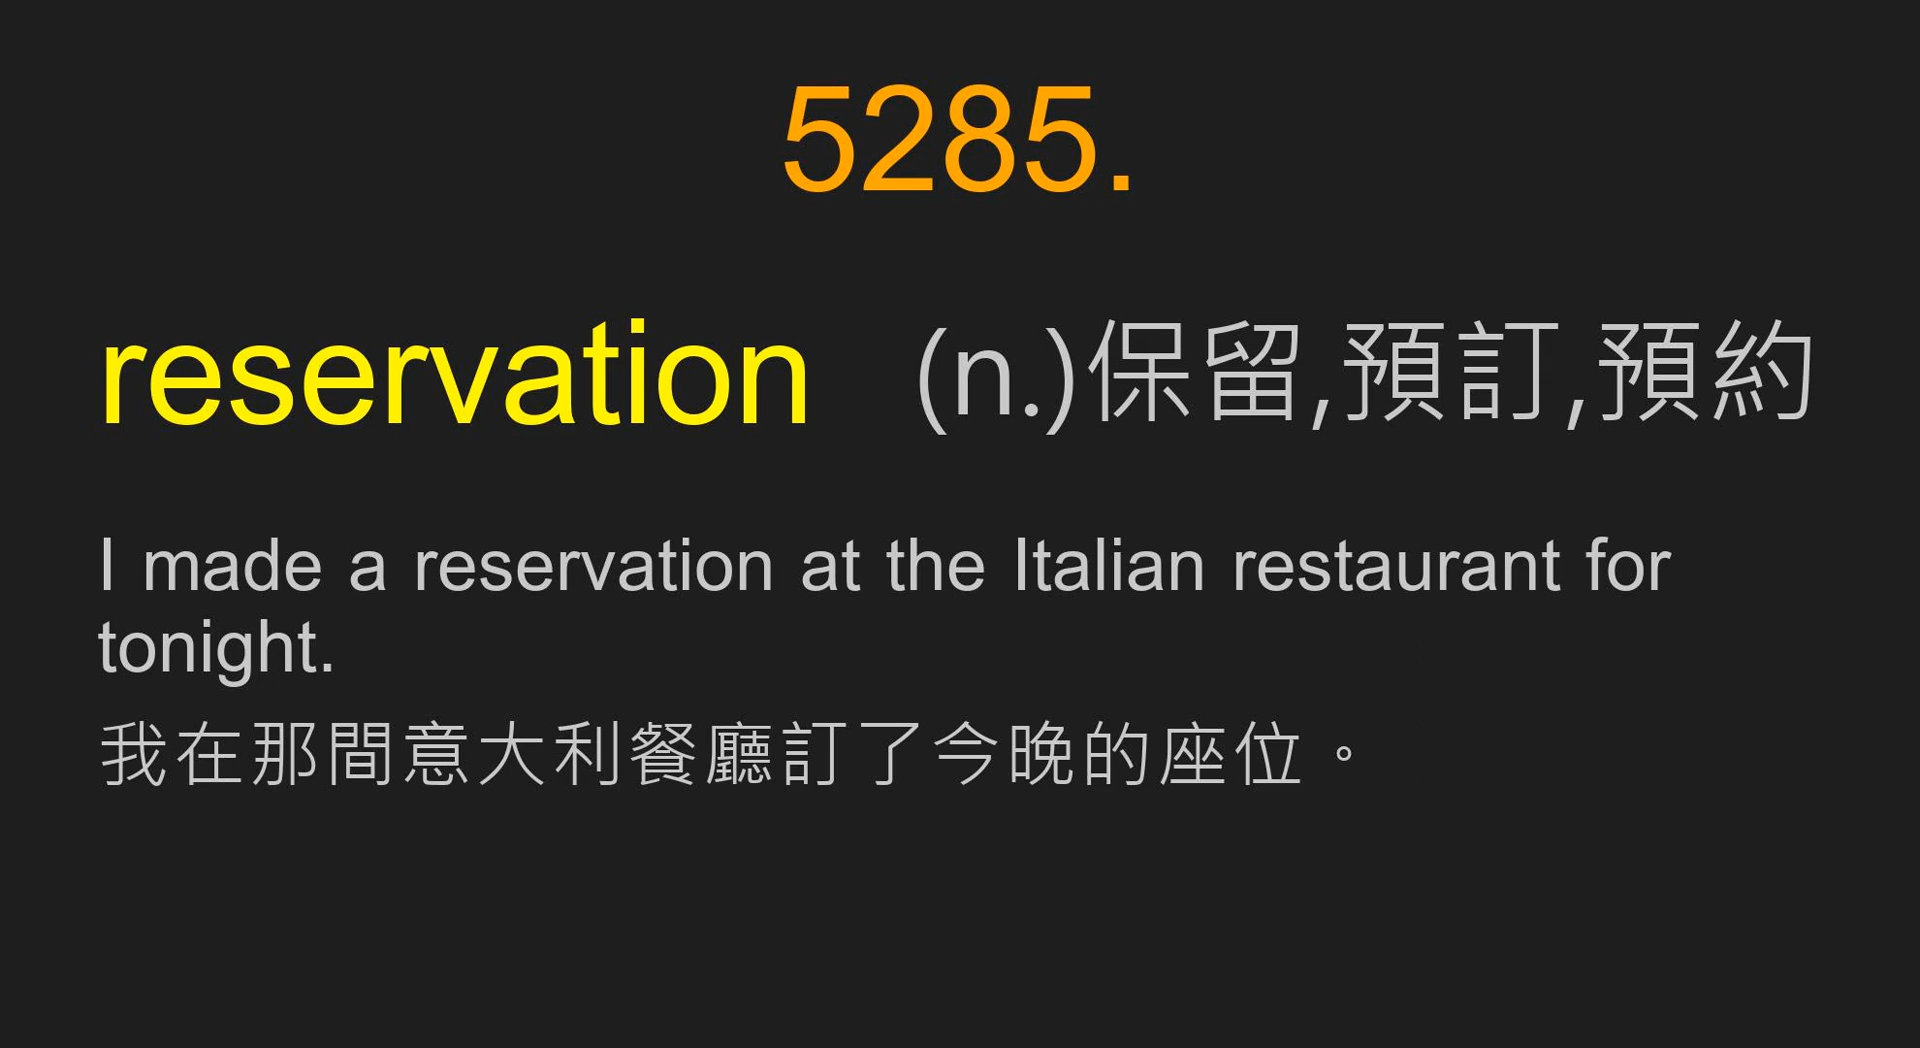 5285.
reservation (n.)保留,預訂,預約
I made a reservation at the Italian restaurant for
tonight.
我在那間意大利餐廳訂了今晚的座位。